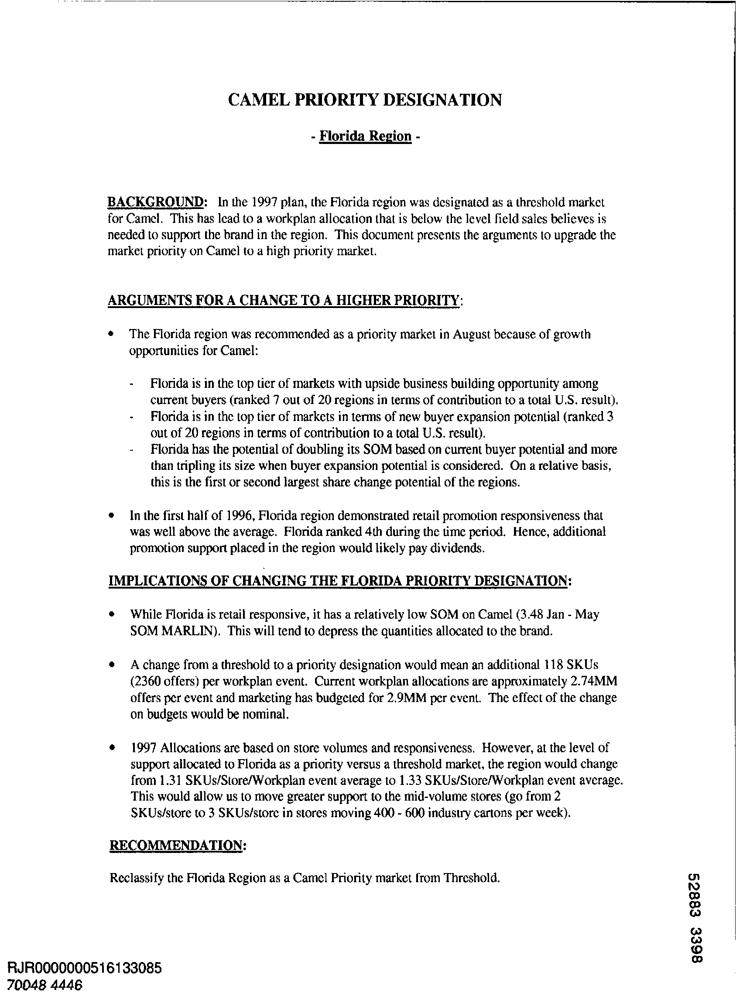 CAMEL PRIORITY DESIGNATION
- Florida Region -
BACKGROUND: In the 1997 plan, the Florida region was designated as a threshold market
for Camel. This has lead to a workplan allocation that is below the level field sales believes is
needed to support the brand in the region. This document presents the arguments to upgrade the
market priority on Camel to a high priority market.
ARGUMENTS FOR A CHANGE TO A HIGHER PRIORITY:
• The Florida region was recommended as a priority market in August because of growth
opportunities for Camel:
- Florida is in the top tier of markets with upside business building opportunity among
current buyers (ranked 7 out of 20 regions in terms of contribution to a total U.S. result).
- Florida is in the top tier of markets in terms of new buyer expansion potential (ranked 3
out of 20 regions in terms of contribution to a total U.S. result).
- Florida has the potential of doubling its SOM based on current buyer potential and more
than tripling its size when buyer expansion potential is considered. On a relative basis,
this is the first or second largest share change potential of the regions.
• In the first half of 1996, Florida region demonstrated retail promotion responsiveness that
was well above the average. Florida ranked 4th during the time period. Hence, additional
promotion support placed in the region would likely pay dividends.
IMPLICATIONS OF CHANGING THE FLORIDA PRIORITY DESIGNATION:
• While Florida is retail responsive, it has a relatively low SOM on Camel (3.48 Jan - May
SOM MARLIN). This will tend to depress the quantities allocated to the brand.
• A change from a threshold to a priority designation would mean an additional 118 SKUs
(2360 offers) per workplan event. Current workplan allocations are approximately 2.74MM
offers per event and marketing has budgeted for 2.9MM per event. The effect of the change
on budgets would be nominal.
• 1997 Allocations are based on store volumes and responsiveness. However, at the level of
support allocated to Florida as a priority versus a threshold market, the region would change
from 1.31 SKUs/Store/Workplan event average to 1.33 SKUs/Store/Workplan event average.
This would allow us to move greater support to the mid-volume stores (go from 2
SKUs/store to 3 SKUs/store in stores moving 400 - 600 industry cartons per week).
RECOMMENDATION:
Reclassify the Florida Region as a Camel Priority market from Threshold.
52883 3398
RJR0000000516133085
70048 4446